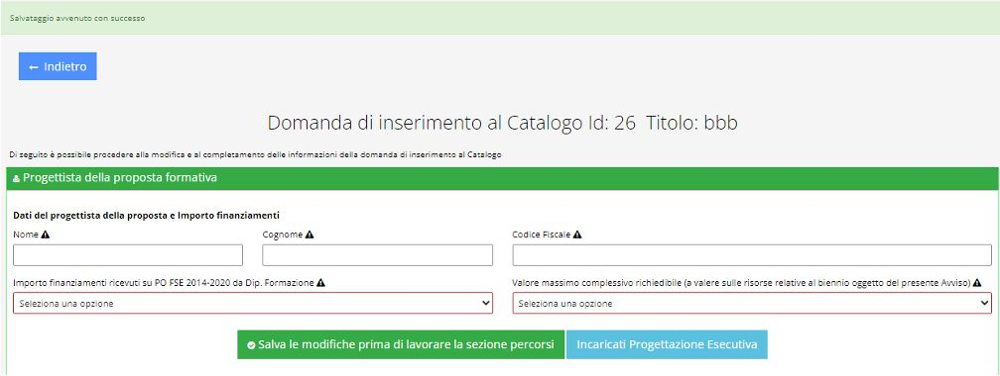 Salvataggio avvenuto con successo
← Indietro
Domanda di inserimento al Catalogo Id: 26 Titolo: bbb
Di seguito è possibile procedere alla modifica e al completamento delle informazioni della domanda di inserimento al Catalogo
Progettista della proposta formativa
Dati del progettista della proposta e Importo finanziamenti
Nome Cognome Codice Fiscale
Importo finanziamenti ricevuti su PO FSE 2014-2020 da Dip. Formazione Valore massimo complessivo richiedibile (a valere sulle risorse relative al biennio oggetto del presente Avviso)
Seleziona una opzione Seleziona una opzione
Salva le modifiche prima di lavorare la sezione percorsi Incaricati Progettazione Esecutiva